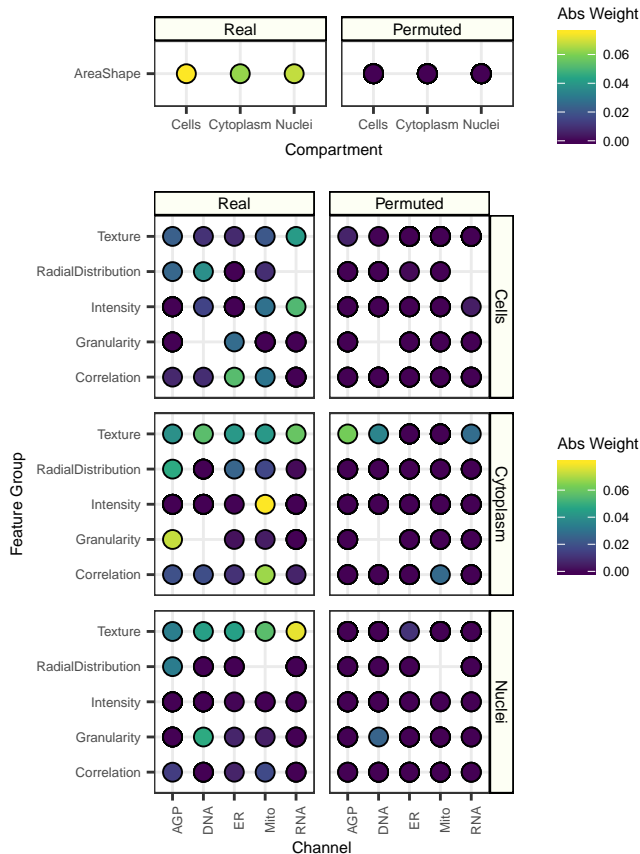 Real
Permuted
AreaShape
Cells
Cytoplasm
Nuclei
Cells
Cytoplasm
Nuclei
Compartment
Abs Weight
0.06
0.04
0.02
0.00
Real
Permuted
Texture
RadialDistribution
Intensity
Granularity
Correlation
Cells
Texture
RadialDistribution
Intensity
Granularity
Correlation
Cytoplasm
Texture
RadialDistribution
Intensity
Granularity
Correlation
Nuclei
Feature Group
AGP
DNA
ER
Mito
RNA
AGP
DNA
ER
Mito
RNA
Channel
Abs Weight
0.06
0.04
0.02
0.00